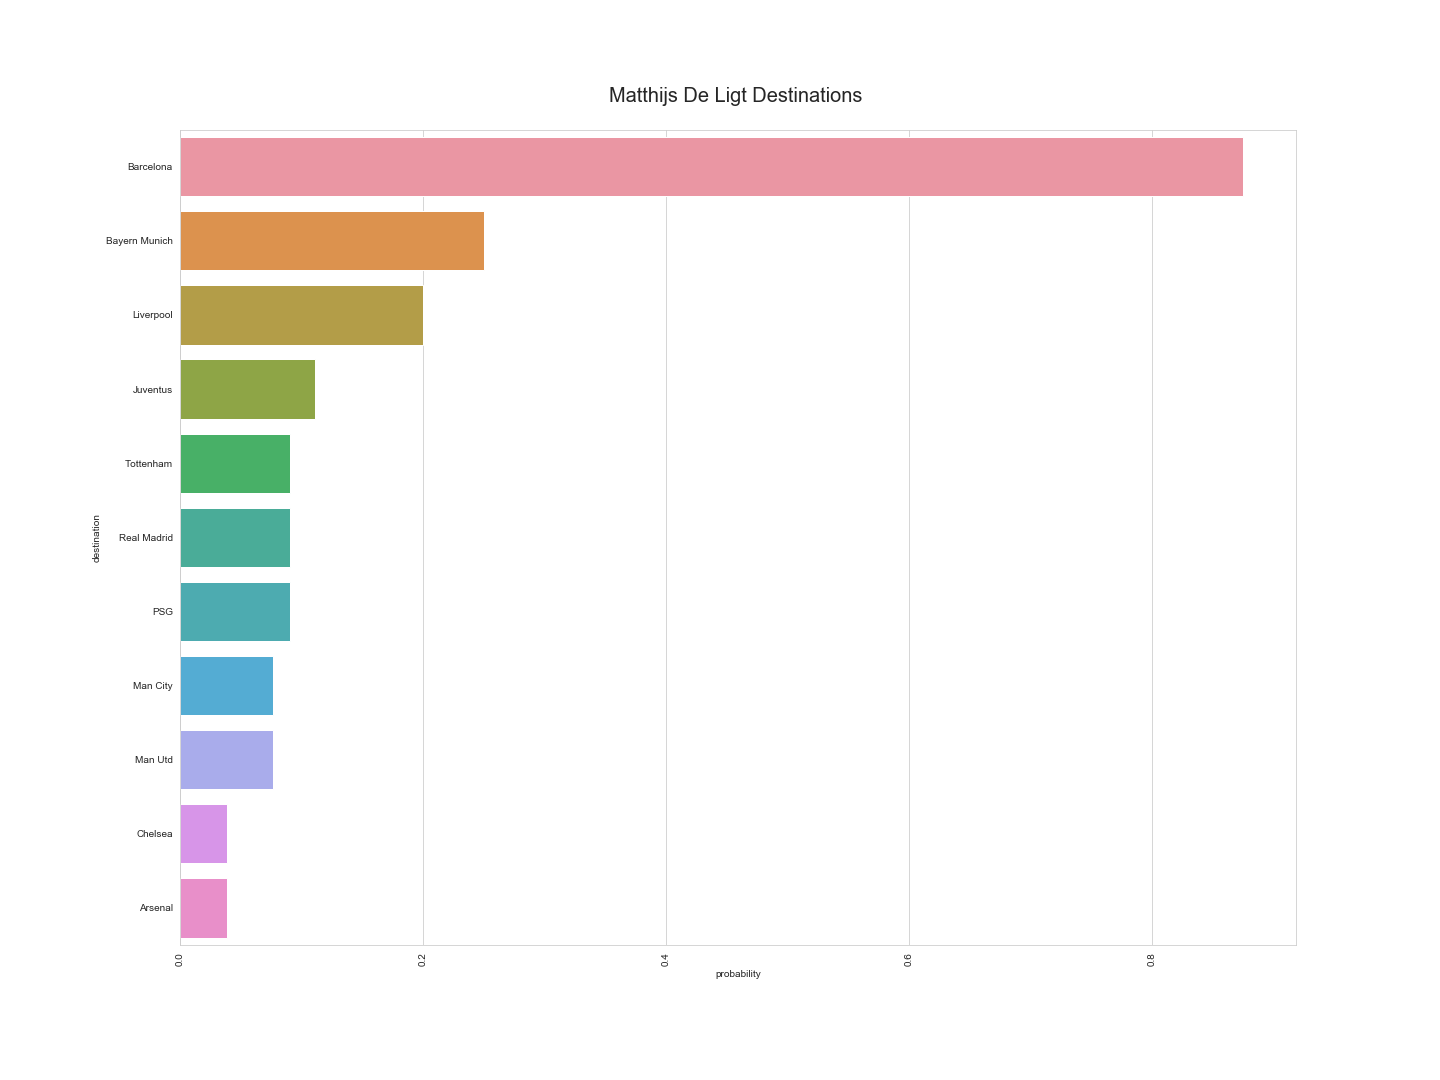 Matthijs De Ligt Destinations
Barcelona
Bayern Munich
Liverpool
Juventus
Tottenham
Real Madrid
PSG
Man City
Man Utd
Chelsea
Arsenal
destination
0.0
0.2
0.4
0.6
0.8
probability